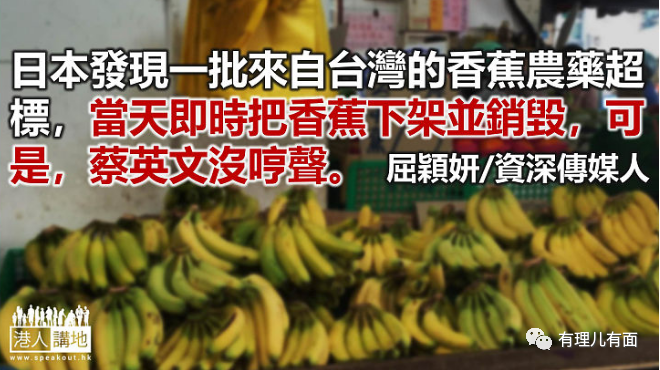 日本發現一批來自台灣的香蕉農藥超
標，當天即時把香蕉下架並銷毀，可
是，蔡英文沒哼聲。 屈穎妍/資深傳媒人
港人講地
www.speakout.hk
有理儿有面